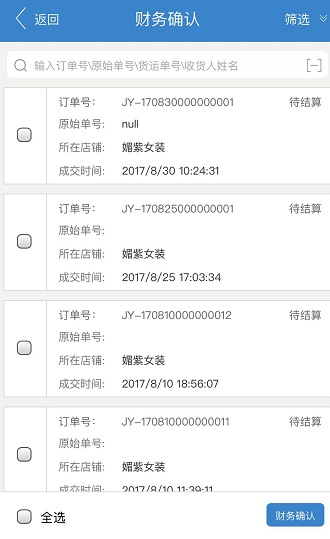 返回 财务确认 筛选
输入订单号\原始单号\货运单号\收货人姓名
订单号: JY-170830000000001 待结算
原始单号: null
所在店铺: 媚紫女装
成交时间: 2017/8/30 10:24:31
订单号: JY-170825000000001 待结算
原始单号:
所在店铺: 媚紫女装
成交时间: 2017/8/25 17:03:34
订单号: JY-170810000000012 待结算
原始单号:
所在店铺: 媚紫女装
成交时间: 2017/8/10 18:56:07
订单号: JY-170810000000011 待结算
原始单号:
所在店铺: 媚紫女装
成交时间: 2017/8/10 11:39:11
全选 财务确认